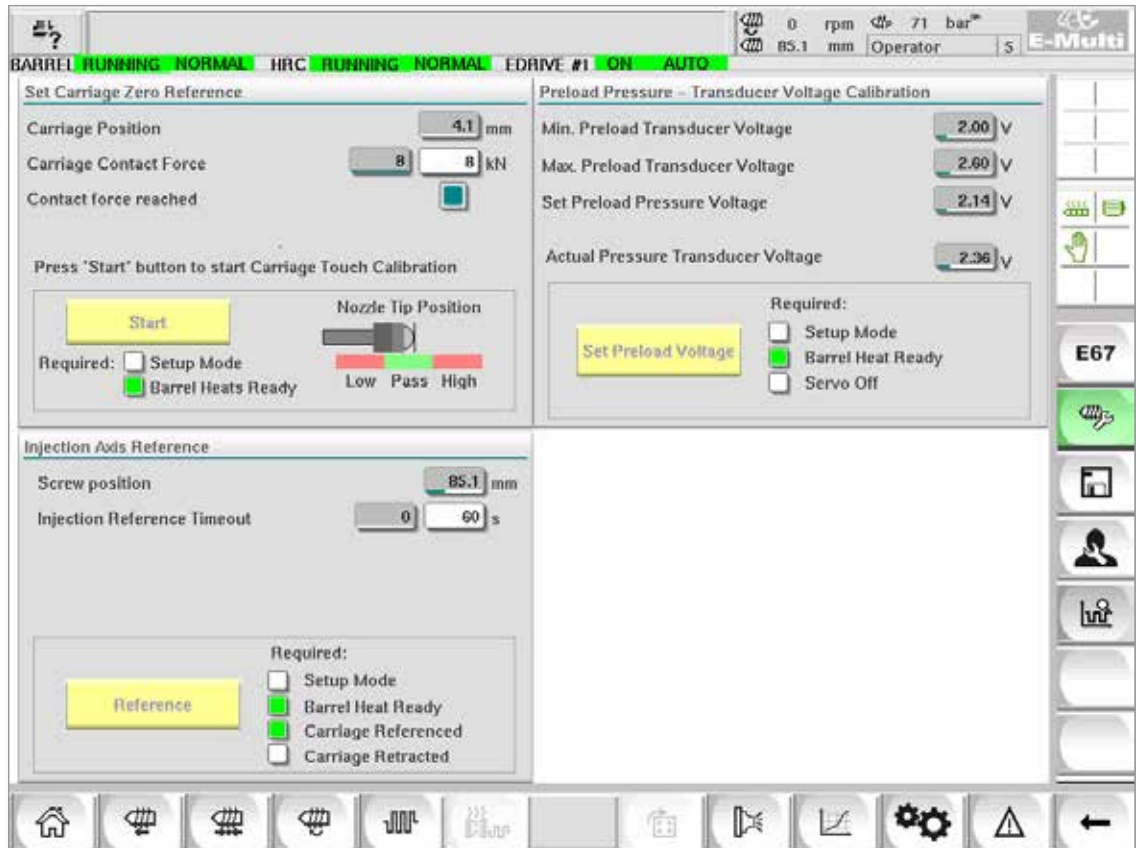 ?
0 rpm 71 bar
85.1 mm Operator 5
E-Multi
BARREL RUNNING NORMAL HRC RUNNING NORMAL EDRIVE #1 ON AUTO
Set Carriage Zero Reference
Carriage Position 4.1 mm
Carriage Contact Force 8 8 kN
Contact force reached
Press "Start" button to start Carriage Touch Calibration
Start
Nozzle Tip Position
Required: Setup Mode
Barrel Heats Ready
Low Pass High
Preload Pressure - Transducer Voltage Calibration
Min. Preload Transducer Voltage 2.00 V
Max. Preload Transducer Voltage 2.60 V
Set Preload Pressure Voltage 2.14 V
Actual Pressure Transducer Voltage 2.36 V
Set Preload Voltage
Required:
Setup Mode
Barrel Heat Ready
Servo Off
E67
Injection Axis Reference
Screw position 85.1 mm
Injection Reference Timeout 0 60 s
Reference
Required:
Setup Mode
Barrel Heat Ready
Carriage Referenced
Carriage Retracted